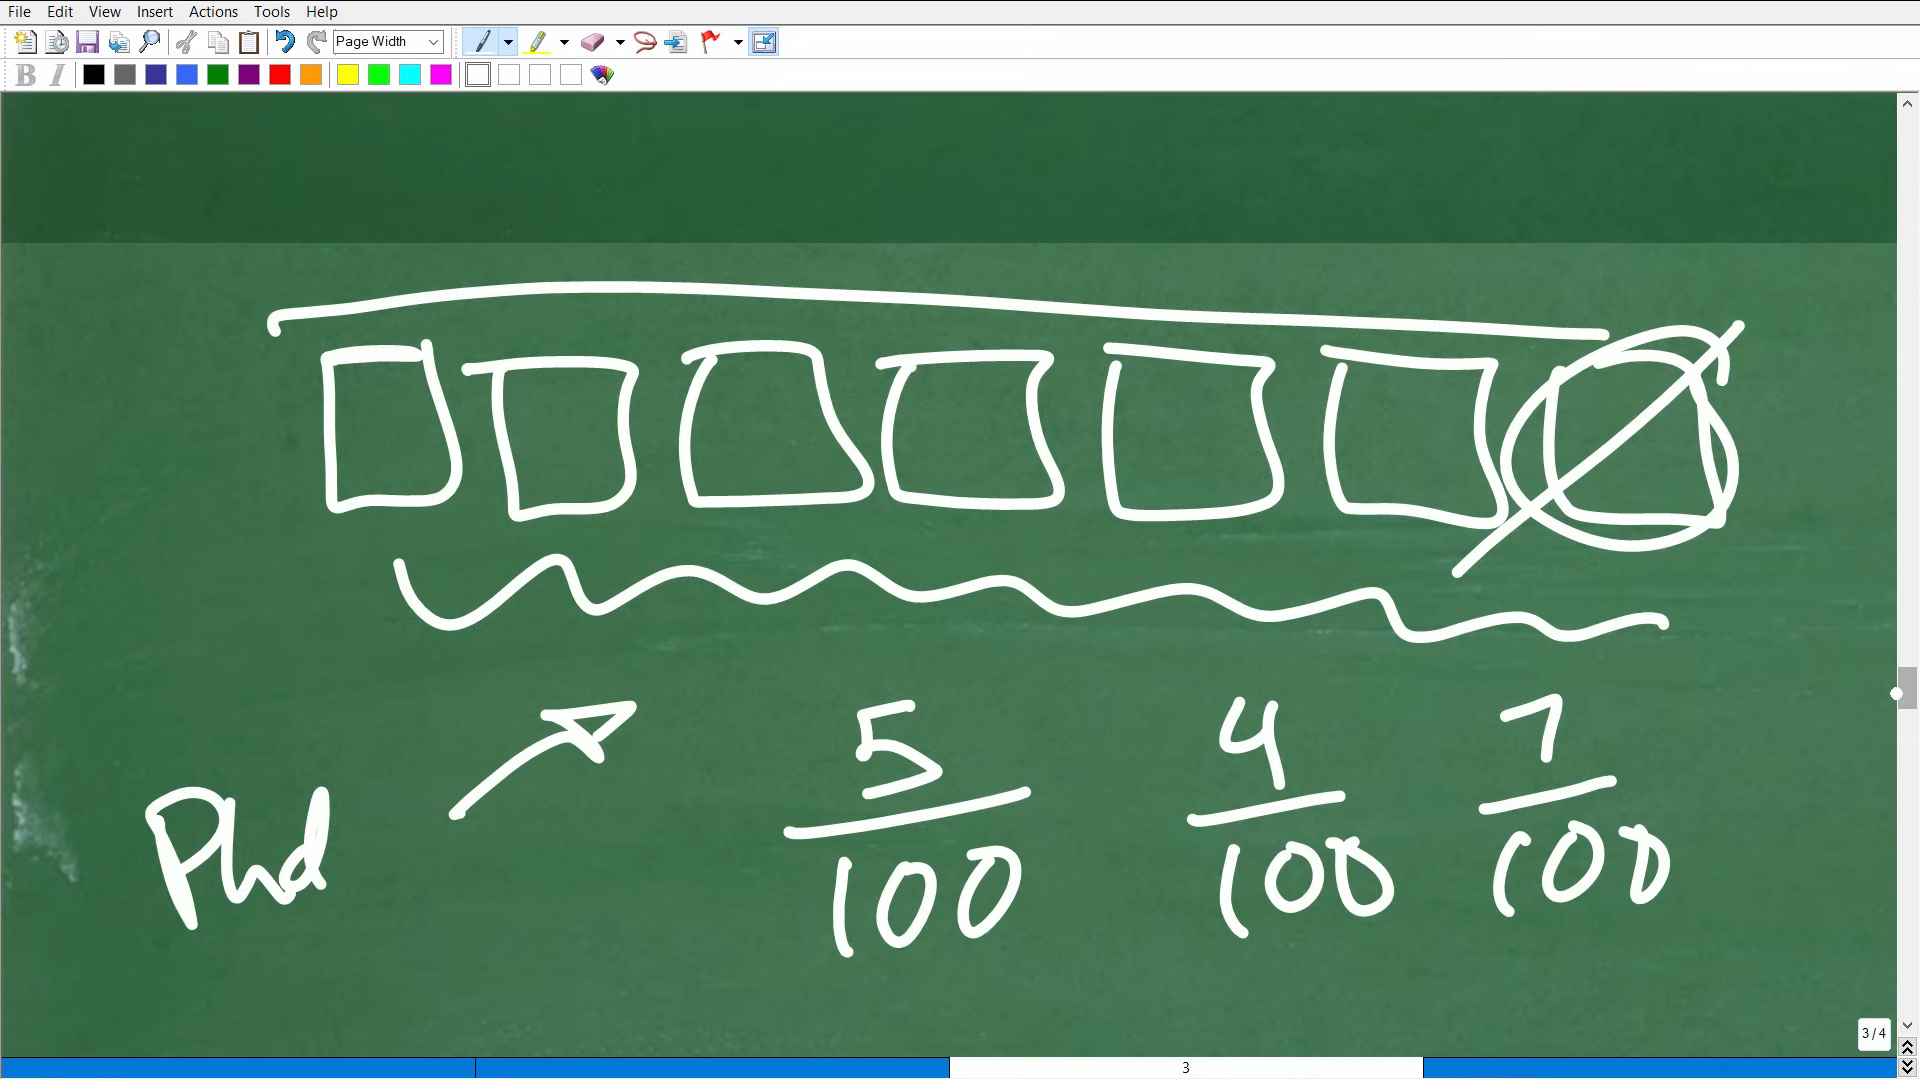 File Edit View Insert Actions Tools Help
Page Width
B I
Phd
5/100 4/100 7/100
3 / 4
3